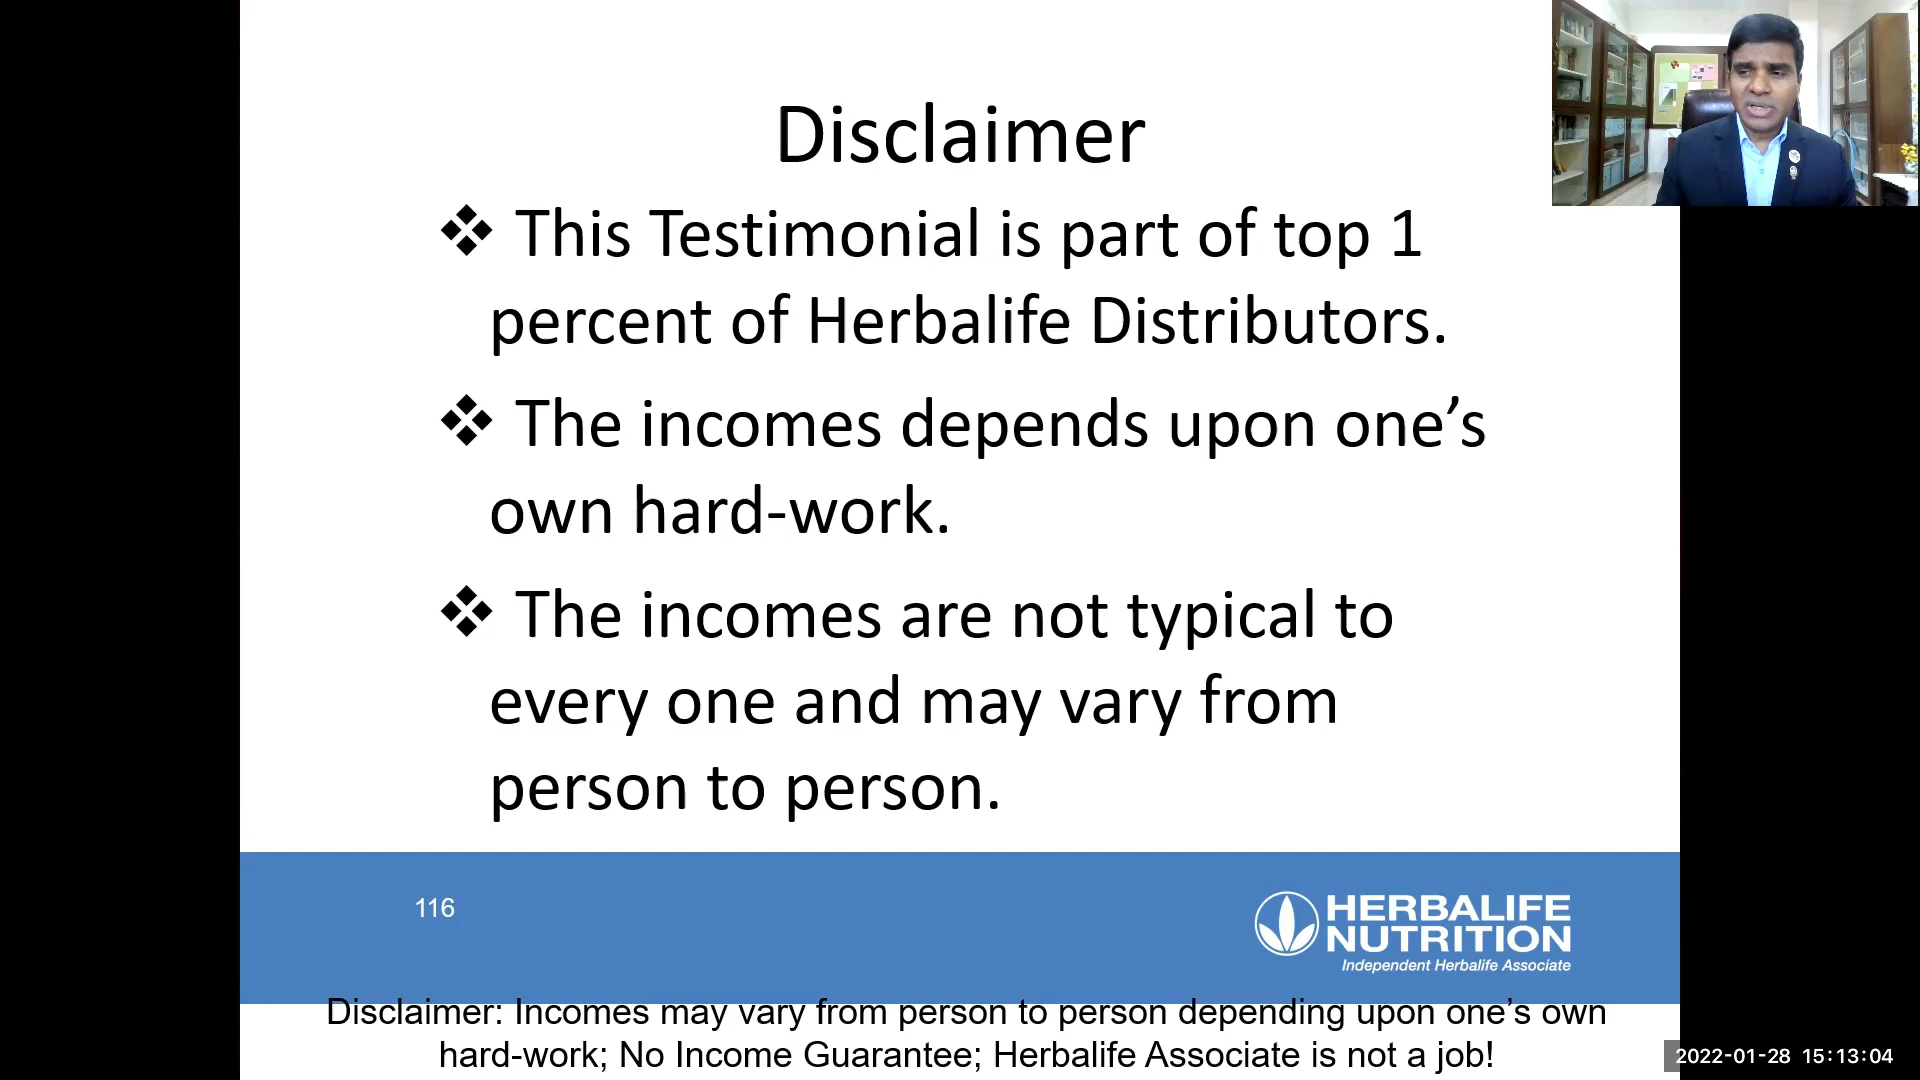 Disclaimer
❖ This Testimonial is part of top 1
percent of Herbalife Distributors.
❖ The incomes depends upon one’s
own hard-work.
❖ The incomes are not typical to
every one and may vary from
person to person.
116
HERBALIFE
NUTRITION
Independent Herbalife Associate
Disclaimer: Incomes may vary from person to person depending upon one’s own
hard-work; No Income Guarantee; Herbalife Associate is not a job!
2022-01-28 15:13:04